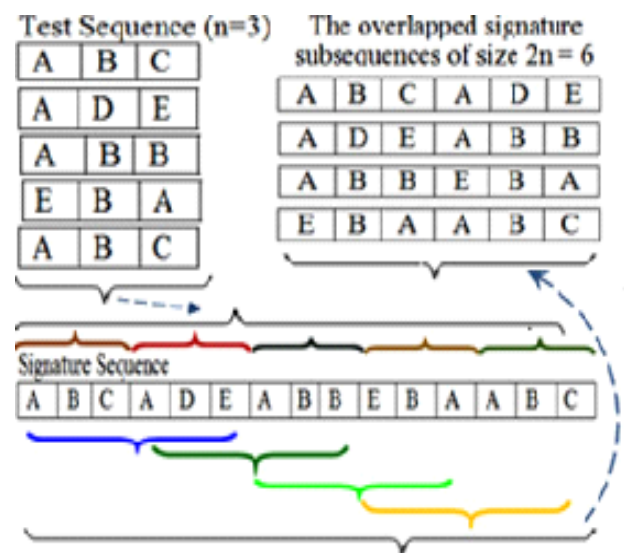 Test Sequence (n=3)
A B C
A D E
A B B
E B A
A B C
The overlapped signature
subsequences of size 2n = 6
A B C A D E
A D E A B B
A B B E B A
E B A A B C
Signature Sequence
A B C A D E A B B E B A A B C